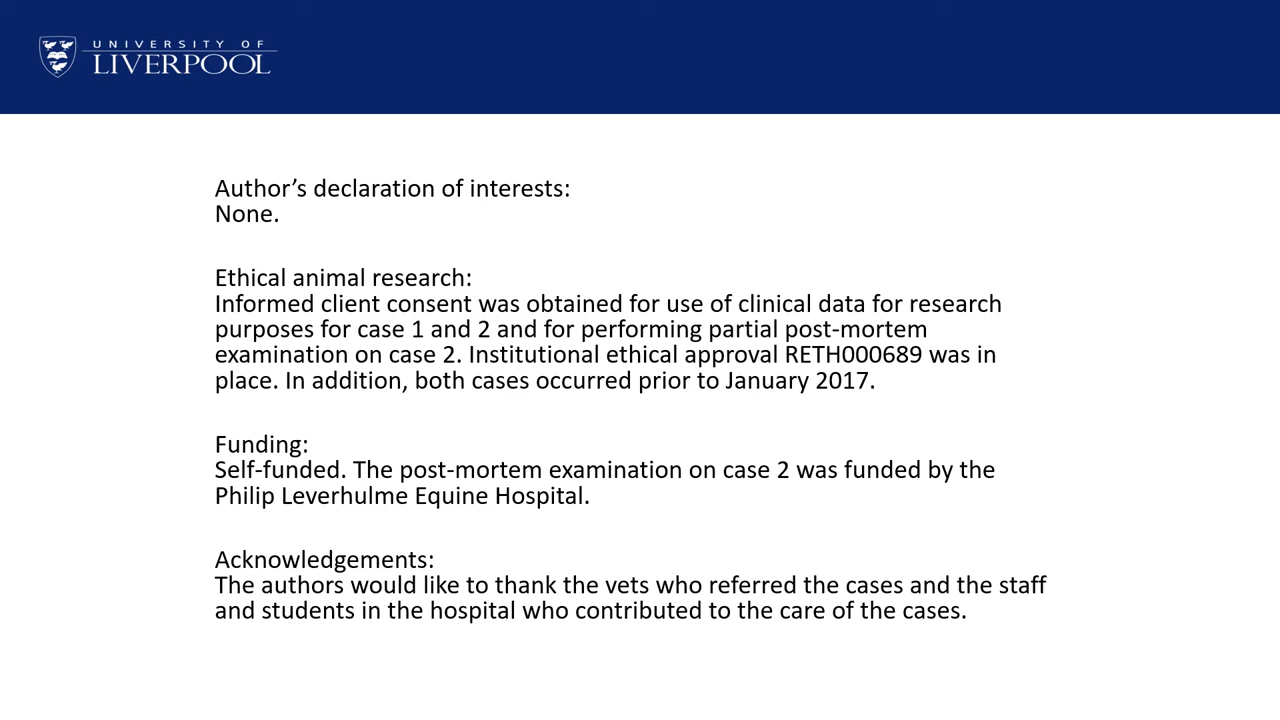 UNIVERSITY OF
LIVERPOOL
Author’s declaration of interests:
None.
Ethical animal research:
Informed client consent was obtained for use of clinical data for research
purposes for case 1 and 2 and for performing partial post-mortem
examination on case 2. Institutional ethical approval RETH000689 was in
place. In addition, both cases occurred prior to January 2017.
Funding:
Self-funded. The post-mortem examination on case 2 was funded by the
Philip Leverhulme Equine Hospital.
Acknowledgements:
The authors would like to thank the vets who referred the cases and the staff
and students in the hospital who contributed to the care of the cases.